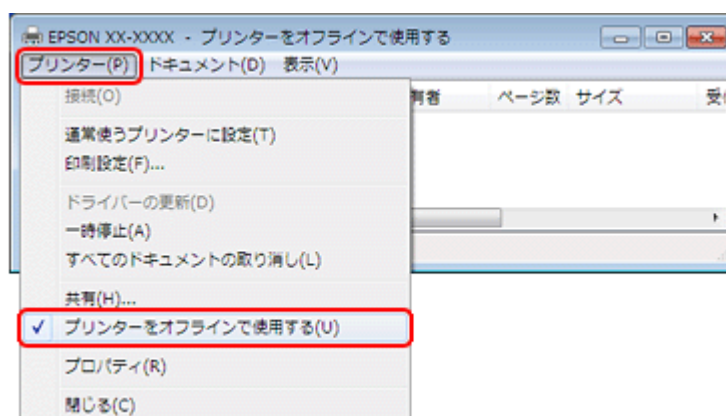 EPSON XX-XXXX - プリンターをオフラインで使用する
プリンター(P) ドキュメント(D) 表示(V)
接続(O)
有者 ページ数 サイズ 受
通常使うプリンターに設定(T)
印刷設定(F)...
ドライバーの更新(D)
一時停止(A)
すべてのドキュメントの取り消し(L)
共有(H)...
プリンターをオフラインで使用する(U)
プロパティ(R)
閉じる(C)